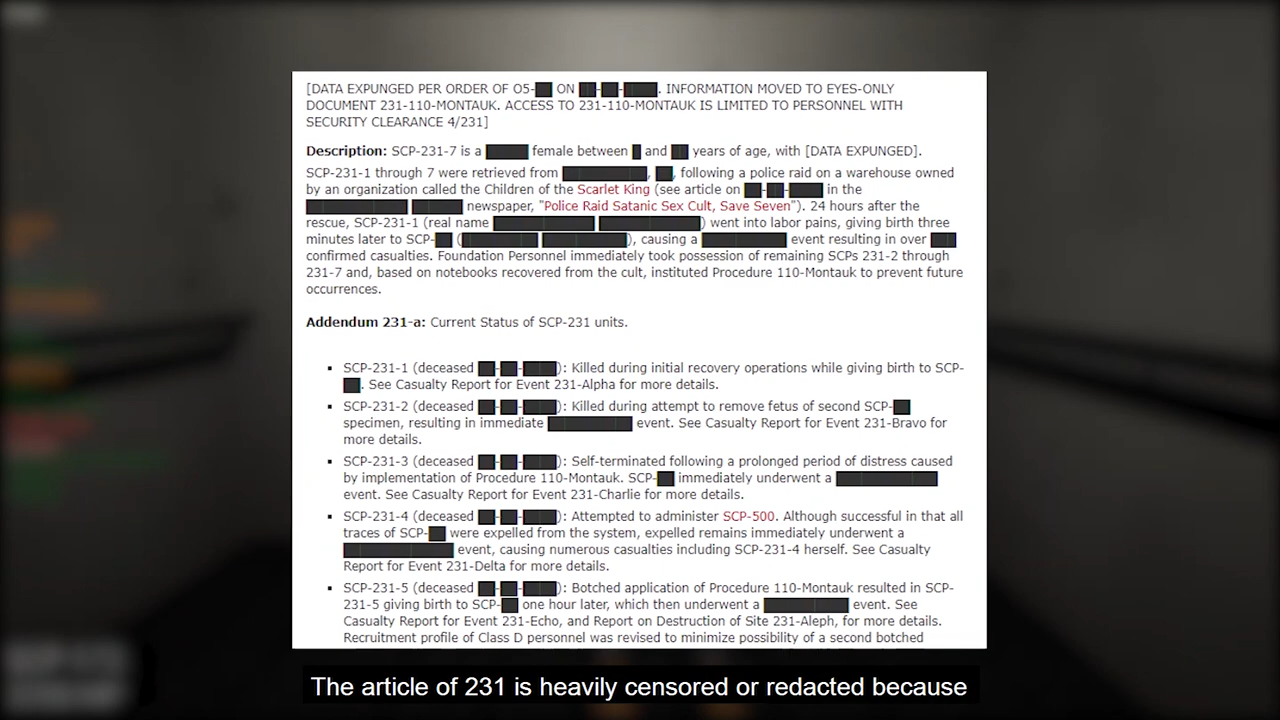 [DATA EXPUNGED PER ORDER OF O5-██ ON ██-██-████. INFORMATION MOVED TO EYES-ONLY
DOCUMENT 231-110-MONTAUK. ACCESS TO 231-110-MONTAUK IS LIMITED TO PERSONNEL WITH
SECURITY CLEARANCE 4/231]
Description: SCP-231-7 is a █████ female between █ and ██ years of age, with [DATA EXPUNGED].
SCP-231-1 through 7 were retrieved from ██████████, ██, following a police raid on a warehouse owned
by an organization called the Children of the Scarlet King (see article on ██-██-████ in the
████████████ ██████ newspaper, "Police Raid Satanic Sex Cult, Save Seven"). 24 hours after the
rescue, SCP-231-1 (real name ████████████ ████████████) went into labor pains, giving birth three
minutes later to SCP-██ (█████████ ██████████), causing a ██████████ event resulting in over ███
confirmed casualties. Foundation Personnel immediately took possession of remaining SCPs 231-2 through
231-7 and, based on notebooks recovered from the cult, instituted Procedure 110-Montauk to prevent future
occurrences.
Addendum 231-a: Current Status of SCP-231 units.
▪ SCP-231-1 (deceased ██-██-████): Killed during initial recovery operations while giving birth to SCP-
██. See Casualty Report for Event 231-Alpha for more details.
▪ SCP-231-2 (deceased ██-██-████): Killed during attempt to remove fetus of second SCP-██
specimen, resulting in immediate ██████████ event. See Casualty Report for Event 231-Bravo for
more details.
▪ SCP-231-3 (deceased ██-██-████): Self-terminated following a prolonged period of distress caused
by implementation of Procedure 110-Montauk. SCP-██ immediately underwent a ████████████
event. See Casualty Report for Event 231-Charlie for more details.
▪ SCP-231-4 (deceased ██-██-████): Attempted to administer SCP-500. Although successful in that all
traces of SCP-██ were expelled from the system, expelled remains immediately underwent a
█████████████ event, causing numerous casualties including SCP-231-4 herself. See Casualty
Report for Event 231-Delta for more details.
▪ SCP-231-5 (deceased ██-██-████): Botched application of Procedure 110-Montauk resulted in SCP-
231-5 giving birth to SCP-██ one hour later, which then underwent a ██████████ event. See
Casualty Report for Event 231-Echo, and Report on Destruction of Site 231-Aleph, for more details.
Recruitment profile of Class D personnel was revised to minimize possibility of a second botched
The article of 231 is heavily censored or redacted because